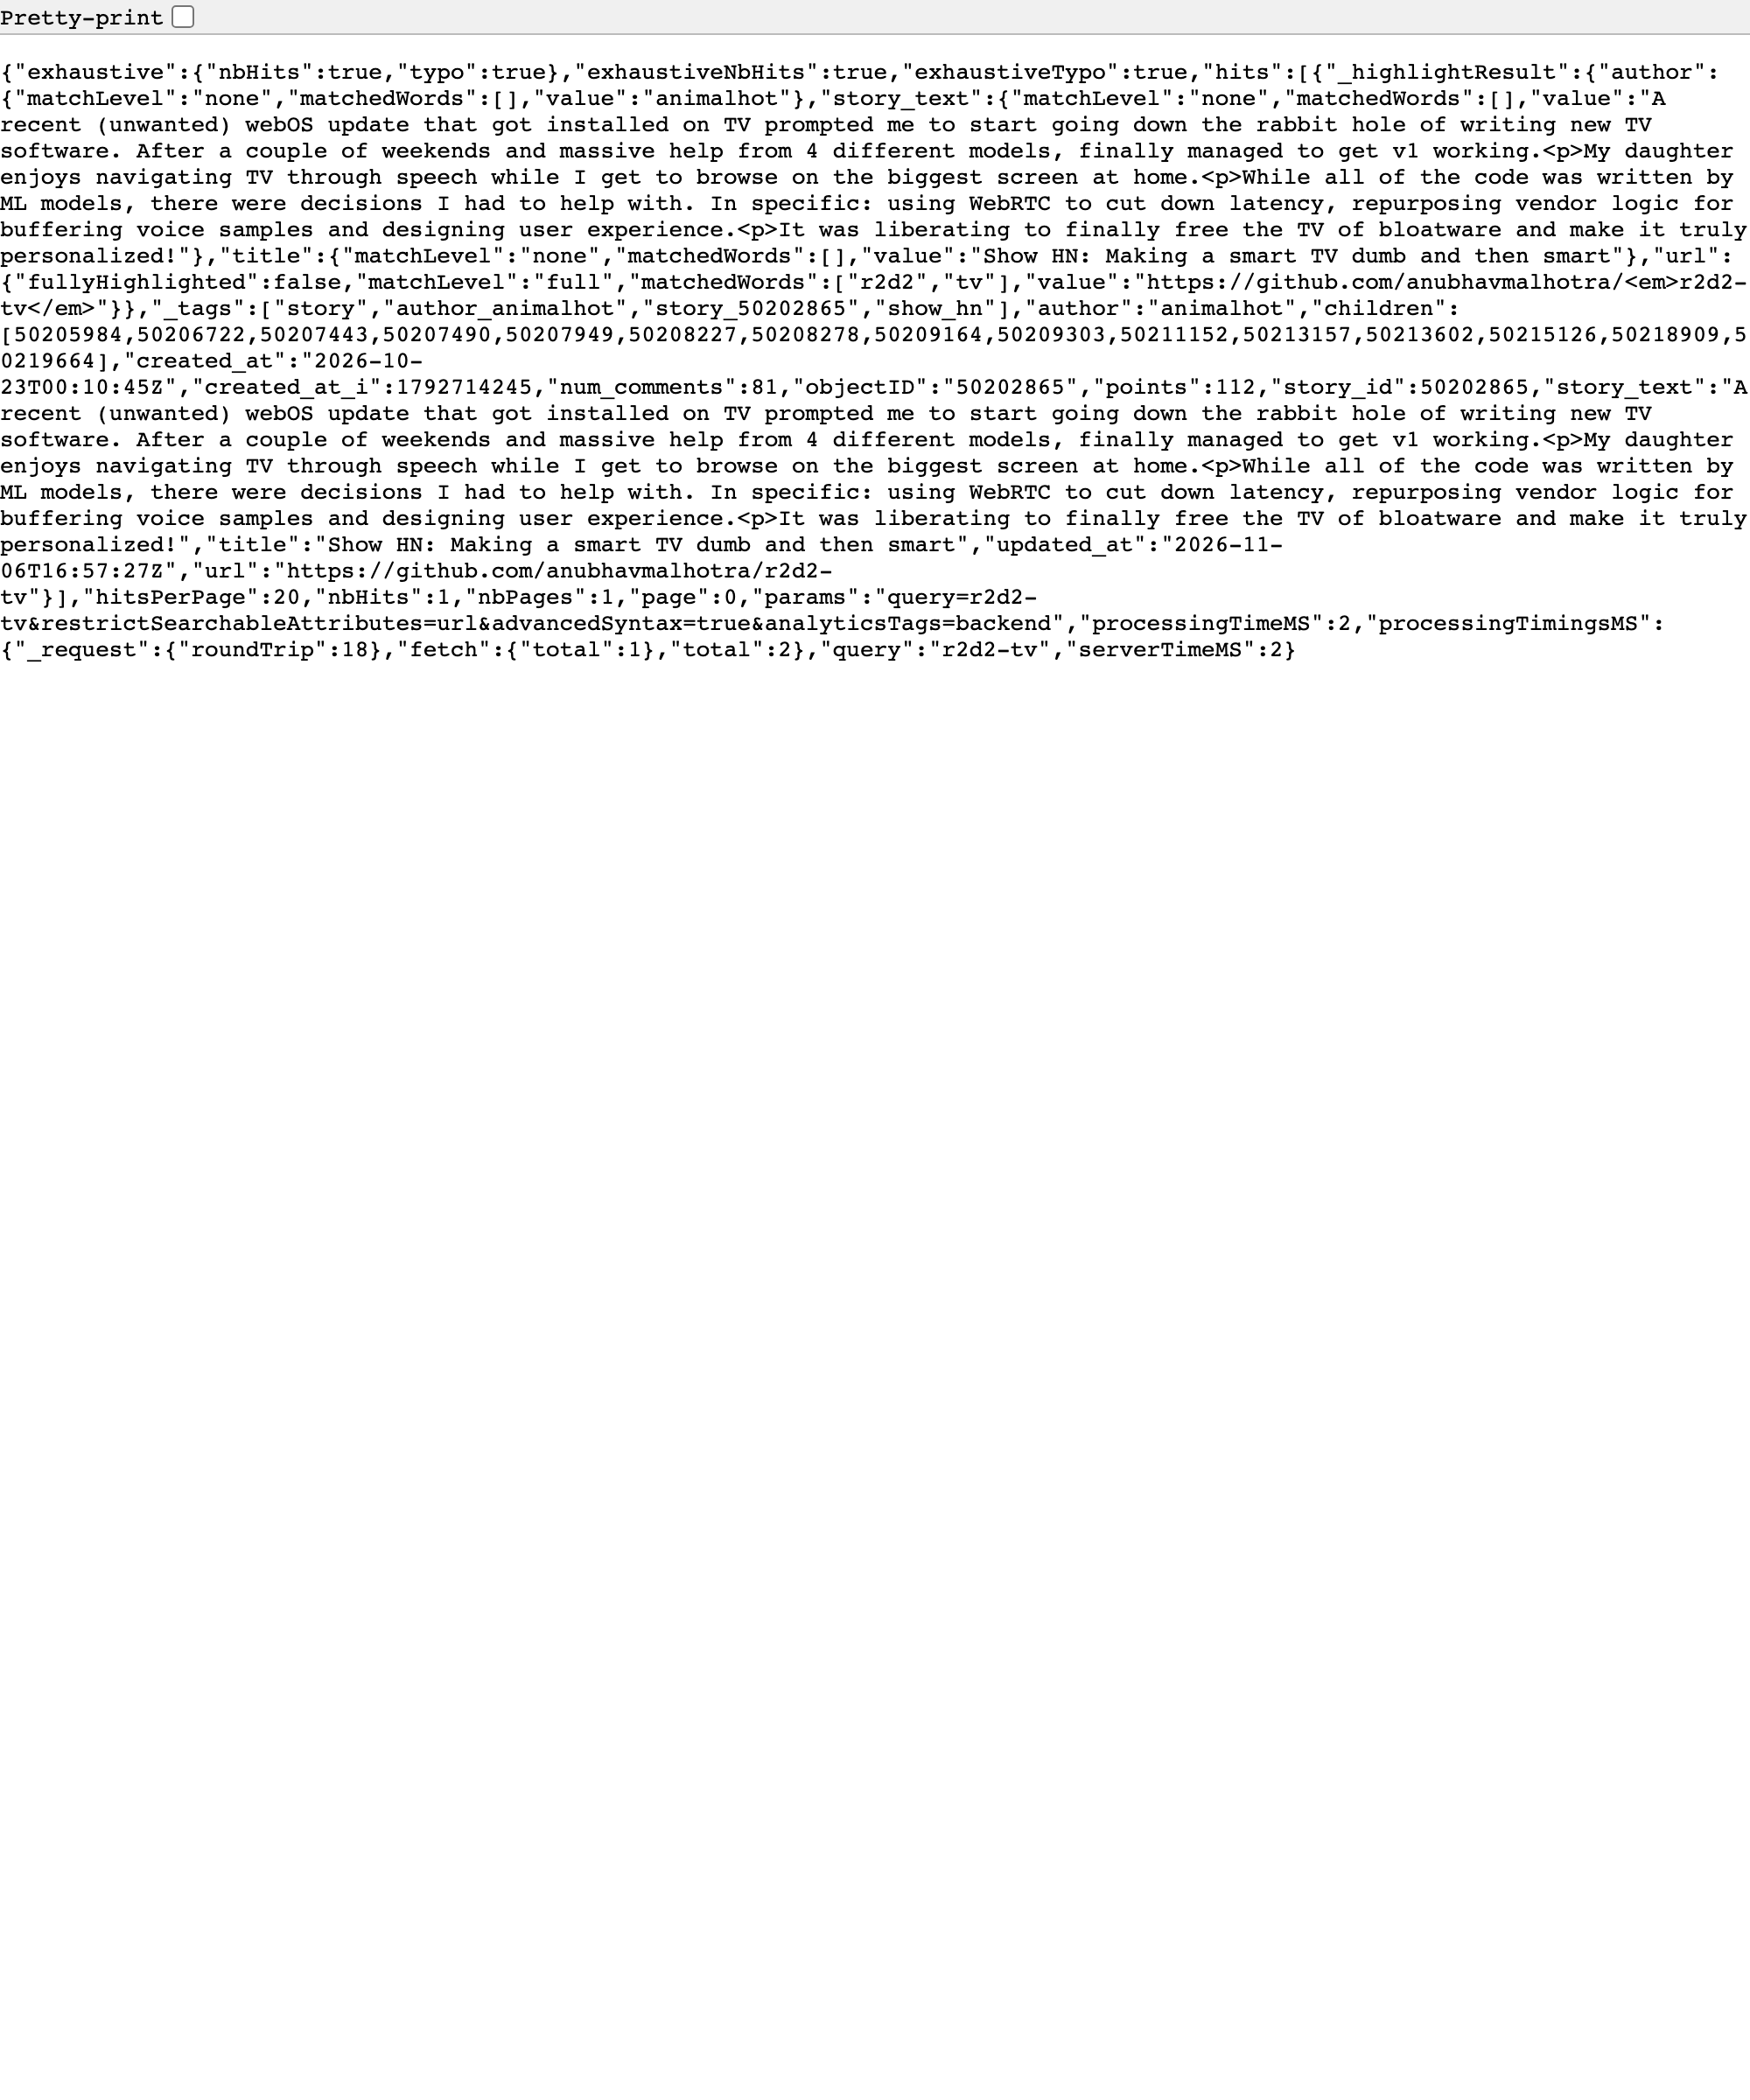 Pretty-print
{"exhaustive":{"nbHits":true,"typo":true},"exhaustiveNbHits":true,"exhaustiveTypo":true,"hits":[{"_highlightResult":{"author":
{"matchLevel":"none","matchedWords":[],"value":"animalhot"},"story_text":{"matchLevel":"none","matchedWords":[],"value":"A
recent (unwanted) webOS update that got installed on TV prompted me to start going down the rabbit hole of writing new TV
software. After a couple of weekends and massive help from 4 different models, finally managed to get v1 working.<p>My daughter
enjoys navigating TV through speech while I get to browse on the biggest screen at home.<p>While all of the code was written by
ML models, there were decisions I had to help with. In specific: using WebRTC to cut down latency, repurposing vendor logic for
buffering voice samples and designing user experience.<p>It was liberating to finally free the TV of bloatware and make it truly
personalized!"},"title":{"matchLevel":"none","matchedWords":[],"value":"Show HN: Making a smart TV dumb and then smart"},"url":
{"fullyHighlighted":false,"matchLevel":"full","matchedWords":["r2d2","tv"],"value":"https://github.com/anubhavmalhotra/<em>r2d2-
tv</em>"}},"_tags":["story","author_animalhot","story_50202865","show_hn"],"author":"animalhot","children":
[50205984,50206722,50207443,50207490,50207949,50208227,50208278,50209164,50209303,50211152,50213157,50213602,50215126,50218909,5
0219664],"created_at":"2026-10-
23T00:10:45Z","created_at_i":1792714245,"num_comments":81,"objectID":"50202865","points":112,"story_id":50202865,"story_text":"A
recent (unwanted) webOS update that got installed on TV prompted me to start going down the rabbit hole of writing new TV
software. After a couple of weekends and massive help from 4 different models, finally managed to get v1 working.<p>My daughter
enjoys navigating TV through speech while I get to browse on the biggest screen at home.<p>While all of the code was written by
ML models, there were decisions I had to help with. In specific: using WebRTC to cut down latency, repurposing vendor logic for
buffering voice samples and designing user experience.<p>It was liberating to finally free the TV of bloatware and make it truly
personalized!","title":"Show HN: Making a smart TV dumb and then smart","updated_at":"2026-11-
06T16:57:27Z","url":"https://github.com/anubhavmalhotra/r2d2-
tv"}],"hitsPerPage":20,"nbHits":1,"nbPages":1,"page":0,"params":"query=r2d2-
tv&restrictSearchableAttributes=url&advancedSyntax=true&analyticsTags=backend","processingTimeMS":2,"processingTimingsMS":
{"_request":{"roundTrip":18},"fetch":{"total":1},"total":2},"query":"r2d2-tv","serverTimeMS":2}